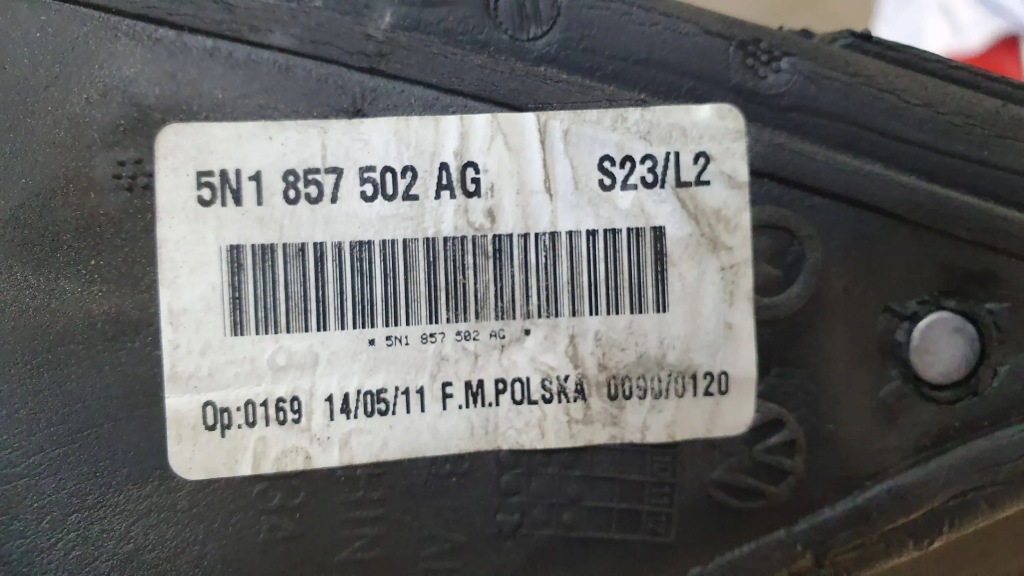 5N1 857 502 AG S23/L2
* 5N1 857 502 AG *
Op:0169 14/05/11 F.M.POLSKA 0090/0120